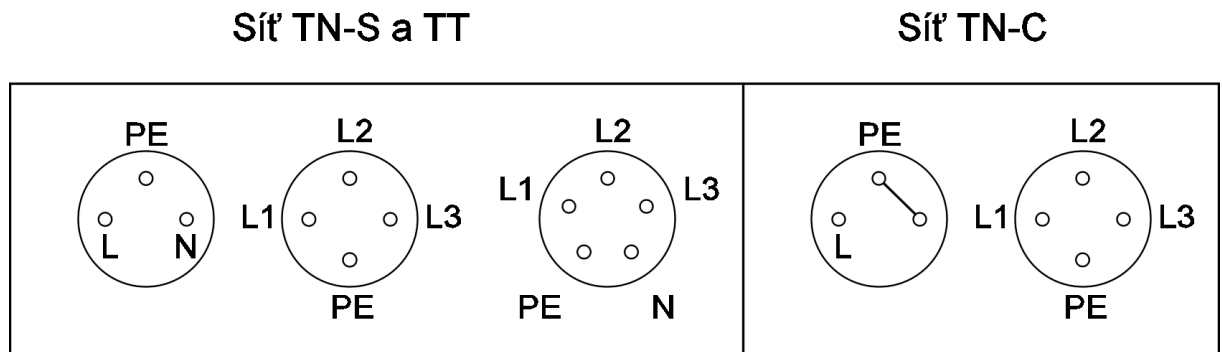 Síť TN-S a TT
Síť TN-C
PE
L
N
L2
L1
L3
PE
L2
L1
L3
PE
N
PE
L
L2
L1
L3
PE